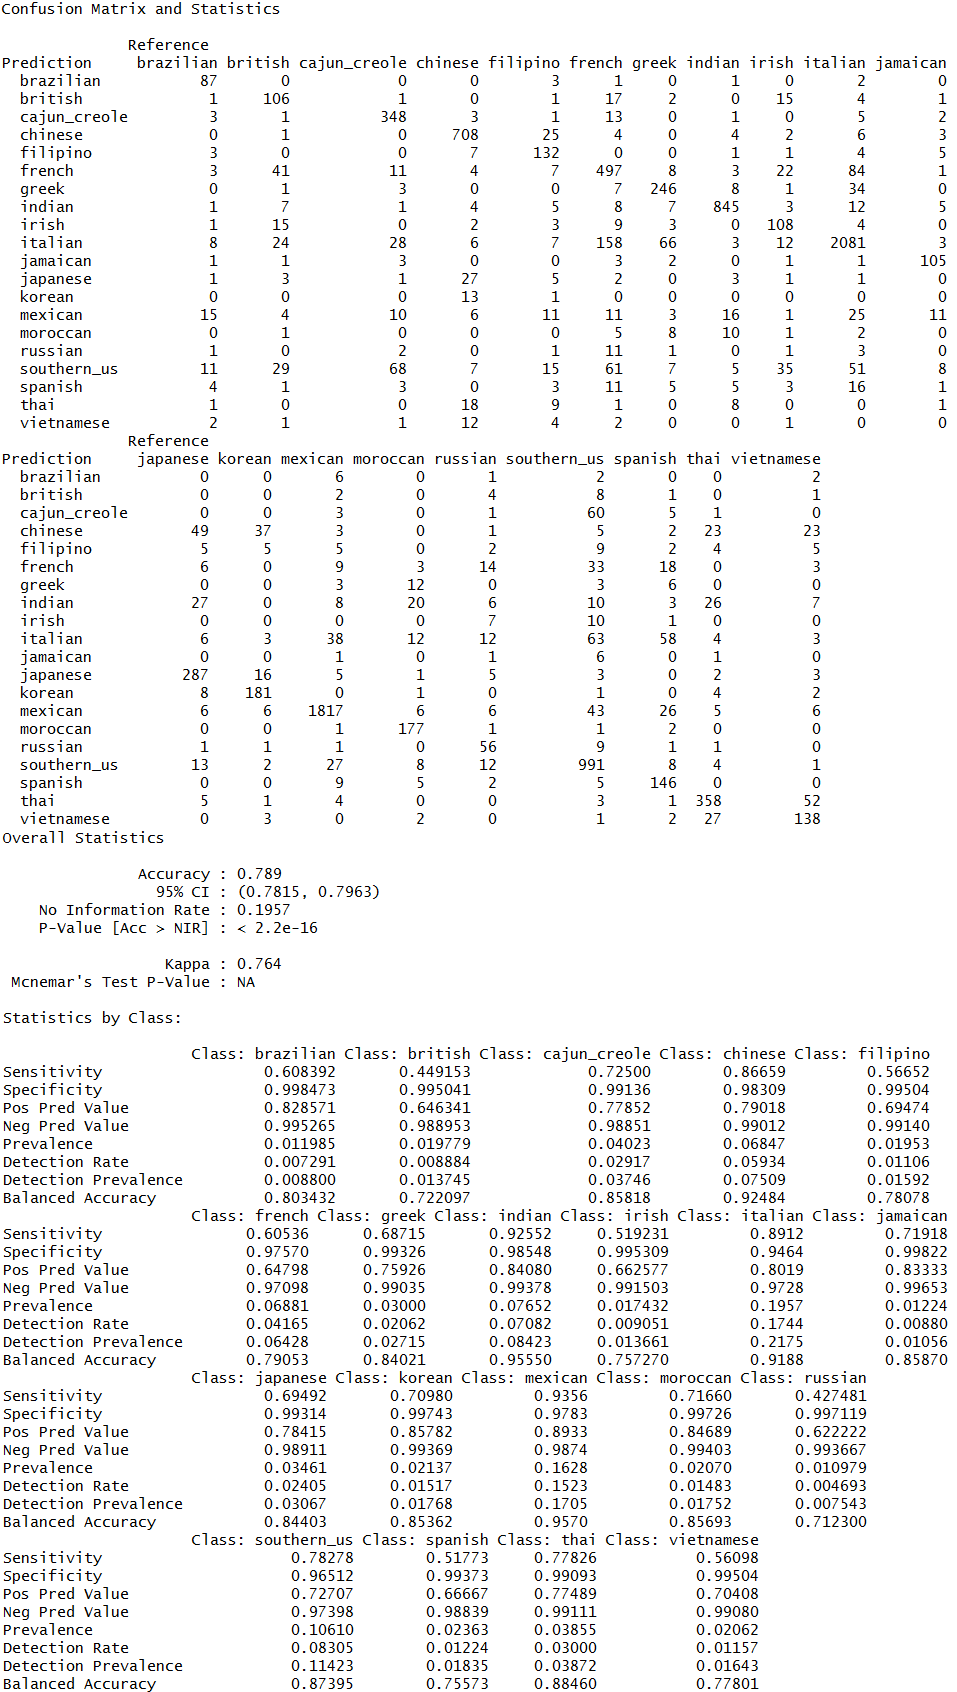 Confusion Matrix and Statistics
Reference
Prediction brazilian british cajun_creole chinese filipino french greek indian irish italian jamaican
brazilian 87 0 0 0 3 1 0 1 0 2 0
british 1 106 1 0 1 17 2 0 15 4 1
cajun_creole 3 1 348 3 1 13 0 1 0 5 2
chinese 0 1 0 708 25 4 0 4 2 6 3
filipino 3 0 0 7 132 0 0 1 1 4 5
french 3 41 11 4 7 497 8 3 22 84 1
greek 0 1 3 0 0 7 246 8 1 34 0
indian 1 7 1 4 5 8 7 845 3 12 5
irish 1 15 0 2 3 9 3 0 108 4 0
italian 8 24 28 6 7 158 66 3 12 2081 3
jamaican 1 1 3 0 0 3 2 0 1 1 105
japanese 1 3 1 27 5 2 0 3 1 1 0
korean 0 0 0 13 1 0 0 0 0 0 0
mexican 15 4 10 6 11 11 3 16 1 25 11
moroccan 0 1 0 0 0 5 8 10 1 2 0
russian 1 0 2 0 1 11 1 0 1 3 0
southern_us 11 29 68 7 15 61 7 5 35 51 8
spanish 4 1 3 0 3 11 5 5 3 16 1
thai 1 0 0 18 9 1 0 8 0 0 1
vietnamese 2 1 1 12 4 2 0 0 1 0 0
Reference
Prediction japanese korean mexican moroccan russian southern_us spanish thai vietnamese
brazilian 0 0 6 0 1 2 0 0 2
british 0 0 2 0 4 8 1 0 1
cajun_creole 0 0 3 0 1 60 5 1 0
chinese 49 37 3 0 1 5 2 23 23
filipino 5 5 5 0 2 9 2 4 5
french 6 0 9 3 14 33 18 0 3
greek 0 0 3 12 0 3 6 0 0
indian 27 0 8 20 6 10 3 26 7
irish 0 0 0 0 7 10 1 0 0
italian 6 3 38 12 12 63 58 4 3
jamaican 0 0 1 0 1 6 0 1 0
japanese 287 16 5 1 5 3 0 2 3
korean 8 181 0 1 0 1 0 4 2
mexican 6 6 1817 6 6 43 26 5 6
moroccan 0 0 1 177 1 1 2 0 0
russian 1 1 1 0 56 9 1 1 0
southern_us 13 2 27 8 12 991 8 4 1
spanish 0 0 9 5 2 5 146 0 0
thai 5 1 4 0 0 3 1 358 52
vietnamese 0 3 0 2 0 1 2 27 138
Overall Statistics
Accuracy : 0.789
95% CI : (0.7815, 0.7963)
No Information Rate : 0.1957
P-Value [Acc > NIR] : < 2.2e-16
Kappa : 0.764
Mcnemar's Test P-Value : NA
Statistics by Class:
Class: brazilian Class: british Class: cajun_creole Class: chinese Class: filipino
Sensitivity 0.608392 0.449153 0.72500 0.86659 0.56652
Specificity 0.998473 0.995041 0.99136 0.98309 0.99504
Pos Pred Value 0.828571 0.646341 0.77852 0.79018 0.69474
Neg Pred Value 0.995265 0.988953 0.98851 0.99012 0.99140
Prevalence 0.011985 0.019779 0.04023 0.06847 0.01953
Detection Rate 0.007291 0.008884 0.02917 0.05934 0.01106
Detection Prevalence 0.008800 0.013745 0.03746 0.07509 0.01592
Balanced Accuracy 0.803432 0.722097 0.85818 0.92484 0.78078
Class: french Class: greek Class: indian Class: irish Class: italian Class: jamaican
Sensitivity 0.60536 0.68715 0.92552 0.519231 0.8912 0.71918
Specificity 0.97570 0.99326 0.98548 0.995309 0.9464 0.99822
Pos Pred Value 0.64798 0.75926 0.84080 0.662577 0.8019 0.83333
Neg Pred Value 0.97098 0.99035 0.99378 0.991503 0.9728 0.99653
Prevalence 0.06881 0.03000 0.07652 0.017432 0.1957 0.01224
Detection Rate 0.04165 0.02062 0.07082 0.009051 0.1744 0.00880
Detection Prevalence 0.06428 0.02715 0.08423 0.013661 0.2175 0.01056
Balanced Accuracy 0.79053 0.84021 0.95550 0.757270 0.9188 0.85870
Class: japanese Class: korean Class: mexican Class: moroccan Class: russian
Sensitivity 0.69492 0.70980 0.9356 0.71660 0.427481
Specificity 0.99314 0.99743 0.9783 0.99726 0.997119
Pos Pred Value 0.78415 0.85782 0.8933 0.84689 0.622222
Neg Pred Value 0.98911 0.99369 0.9874 0.99403 0.993667
Prevalence 0.03461 0.02137 0.1628 0.02070 0.010979
Detection Rate 0.02405 0.01517 0.1523 0.01483 0.004693
Detection Prevalence 0.03067 0.01768 0.1705 0.01752 0.007543
Balanced Accuracy 0.84403 0.85362 0.9570 0.85693 0.712300
Class: southern_us Class: spanish Class: thai Class: vietnamese
Sensitivity 0.78278 0.51773 0.77826 0.56098
Specificity 0.96512 0.99373 0.99093 0.99504
Pos Pred Value 0.72707 0.66667 0.77489 0.70408
Neg Pred Value 0.97398 0.98839 0.99111 0.99080
Prevalence 0.10610 0.02363 0.03855 0.02062
Detection Rate 0.08305 0.01224 0.03000 0.01157
Detection Prevalence 0.11423 0.01835 0.03872 0.01643
Balanced Accuracy 0.87395 0.75573 0.88460 0.77801